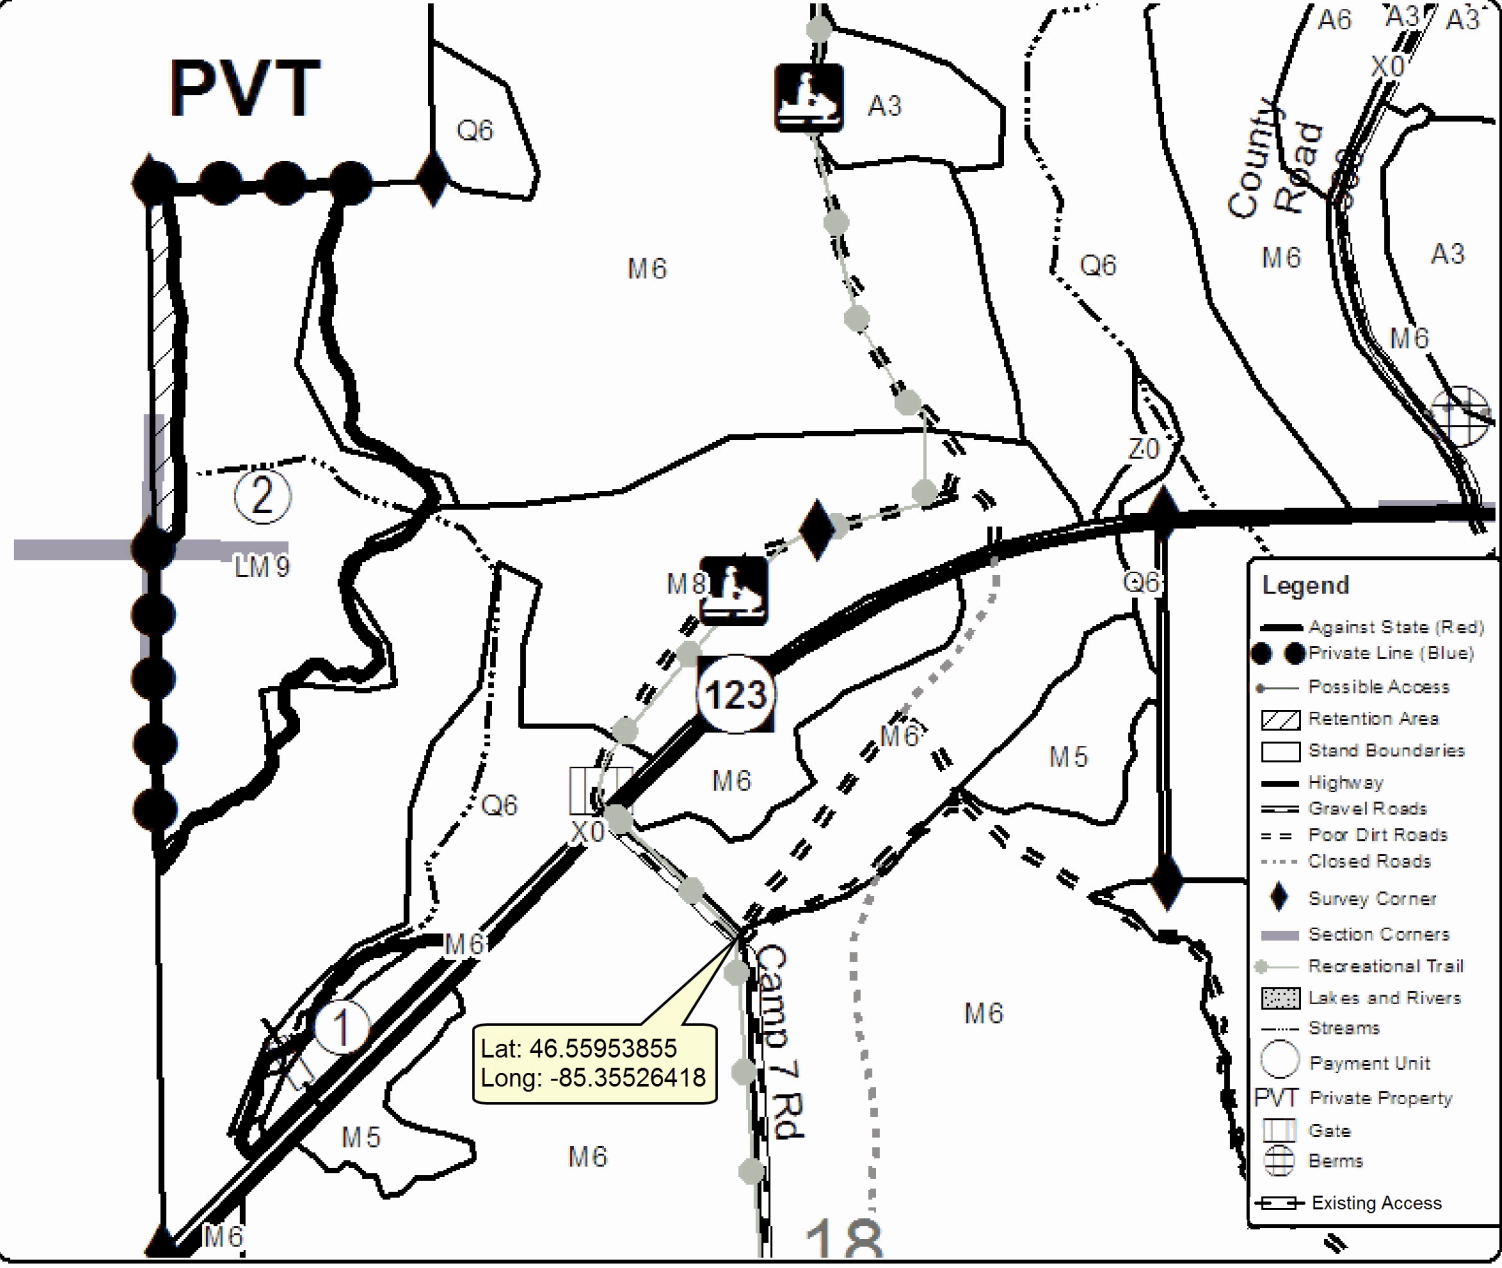 PVT
Q6
A3
A6
A3
A3
X0
County
Road
M6
Q6
M6
A3
M6
Z0
2
LM9
M8
Q6
123
M6
M6
M5
Q6
X0
M6
1
Lat: 46.55953855
Long: -85.35526418
Camp 7 Rd
M6
M5
M6
M6
18
Legend
Against State (Red)
Private Line (Blue)
Possible Access
Retention Area
Stand Boundaries
Highway
Gravel Roads
Poor Dirt Roads
Closed Roads
Survey Corner
Section Corners
Recreational Trail
Lakes and Rivers
Streams
Payment Unit
PVT Private Property
Gate
Berms
Existing Access